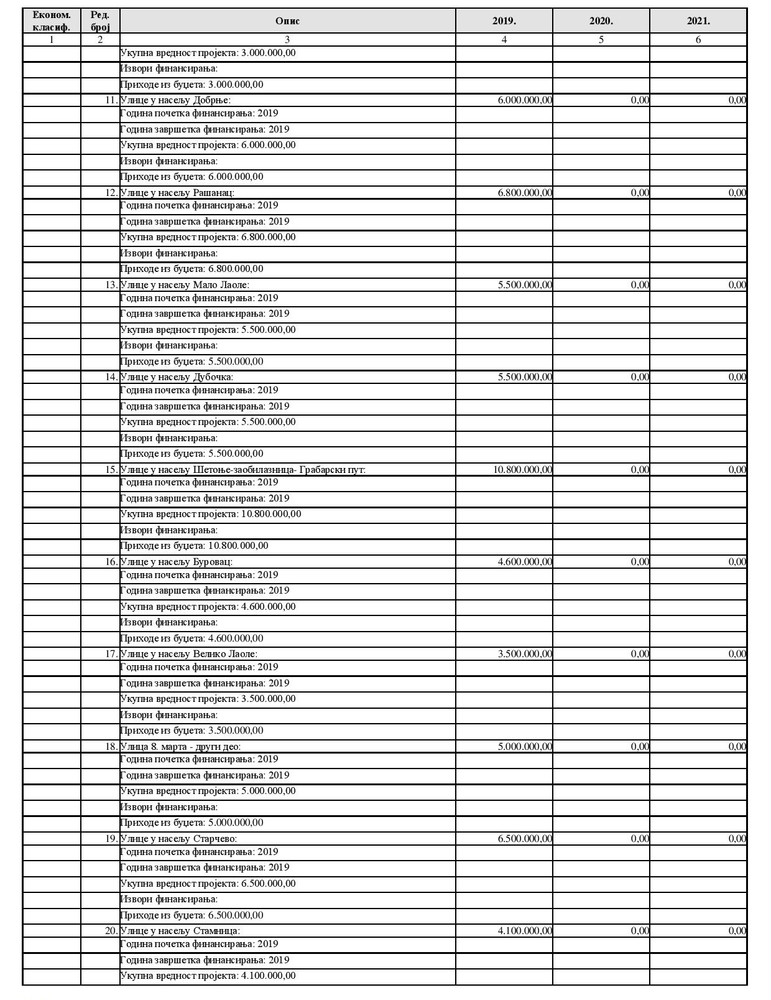 Економ. класиф. Ред. број Опис 2019. 2020. 2021.
1 2 3 4 5 6
Укупна вредност пројекта: 3.000.000,00
Извори финансирања:
Приходе из буџета: 3.000.000,00
11. Улице у насељу Добрње: 6.000.000,00 0,00 0,00
Година почетка финансирања: 2019
Година завршетка финансирања: 2019
Укупна вредност пројекта: 6.000.000,00
Извори финансирања:
Приходе из буџета: 6.000.000,00
12. Улице у насељу Рашанац: 6.800.000,00 0,00 0,00
Година почетка финансирања: 2019
Година завршетка финансирања: 2019
Укупна вредност пројекта: 6.800.000,00
Извори финансирања:
Приходе из буџета: 6.800.000,00
13. Улице у насељу Мало Лаоле: 5.500.000,00 0,00 0,00
Година почетка финансирања: 2019
Година завршетка финансирања: 2019
Укупна вредност пројекта: 5.500.000,00
Извори финансирања:
Приходе из буџета: 5.500.000,00
14. Улице у насељу Дубочка: 5.500.000,00 0,00 0,00
Година почетка финансирања: 2019
Година завршетка финансирања: 2019
Укупна вредност пројекта: 5.500.000,00
Извори финансирања:
Приходе из буџета: 5.500.000,00
15. Улице у насељу Шетоње-заобилазница- Грабарски пут: 10.800.000,00 0,00 0,00
Година почетка финансирања: 2019
Година завршетка финансирања: 2019
Укупна вредност пројекта: 10.800.000,00
Извори финансирања:
Приходе из буџета: 10.800.000,00
16. Улице у насељу Буровац: 4.600.000,00 0,00 0,00
Година почетка финансирања: 2019
Година завршетка финансирања: 2019
Укупна вредност пројекта: 4.600.000,00
Извори финансирања:
Приходе из буџета: 4.600.000,00
17. Улице у насељу Велико Лаоле: 3.500.000,00 0,00 0,00
Година почетка финансирања: 2019
Година завршетка финансирања: 2019
Укупна вредност пројекта: 3.500.000,00
Извори финансирања:
Приходе из буџета: 3.500.000,00
18. Улица 8. марта - други део: 5.000.000,00 0,00 0,00
Година почетка финансирања: 2019
Година завршетка финансирања: 2019
Укупна вредност пројекта: 5.000.000,00
Извори финансирања:
Приходе из буџета: 5.000.000,00
19. Улице у насељу Старчево: 6.500.000,00 0,00 0,00
Година почетка финансирања: 2019
Година завршетка финансирања: 2019
Укупна вредност пројекта: 6.500.000,00
Извори финансирања:
Приходе из буџета: 6.500.000,00
20. Улице у насељу Стамница: 4.100.000,00 0,00 0,00
Година почетка финансирања: 2019
Година завршетка финансирања: 2019
Укупна вредност пројекта: 4.100.000,00